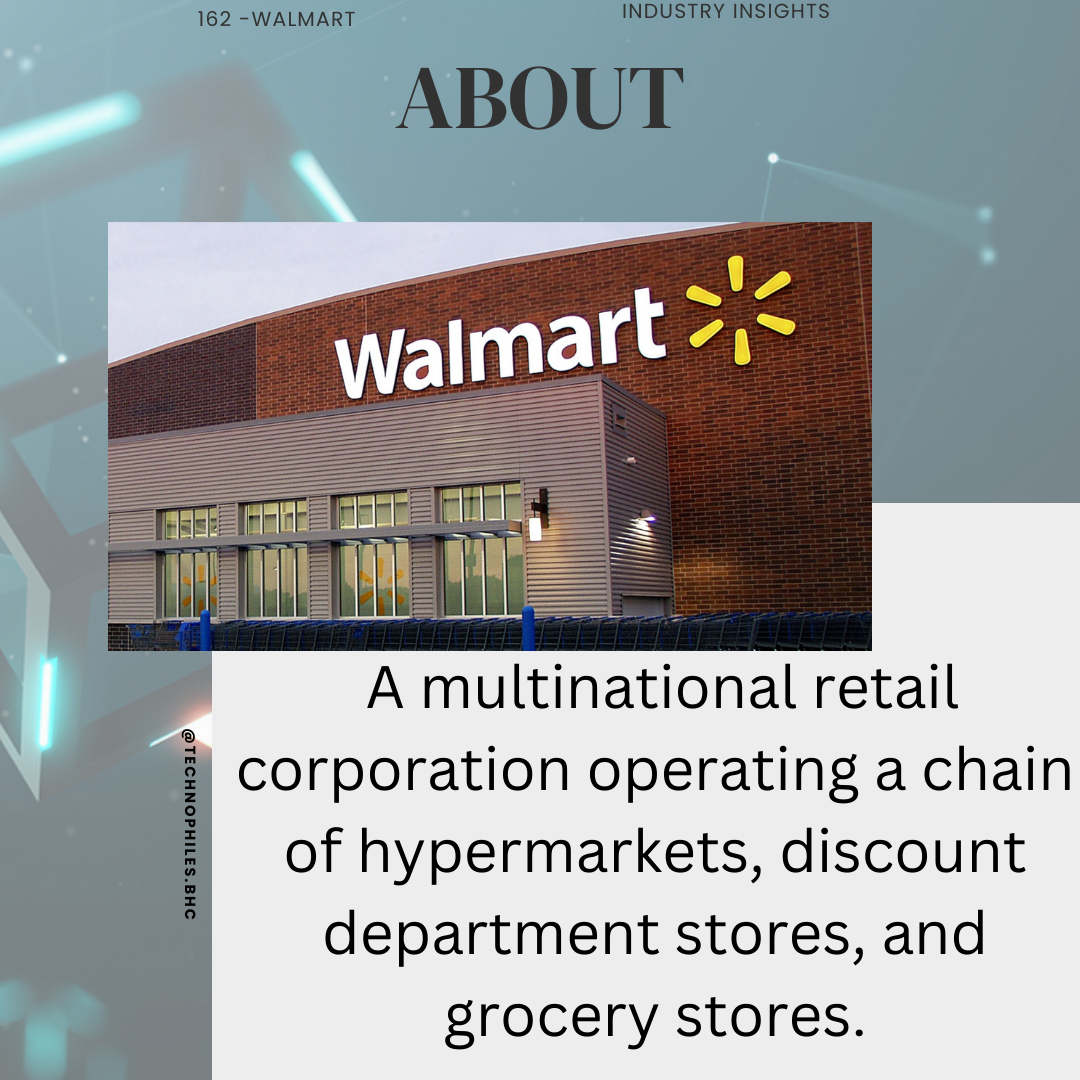 162 -WALMART
INDUSTRY INSIGHTS
ABOUT
Walmart
A multinational retail
corporation operating a chain
of hypermarkets, discount
department stores, and
grocery stores.
@TECHNOPHILES.BHC